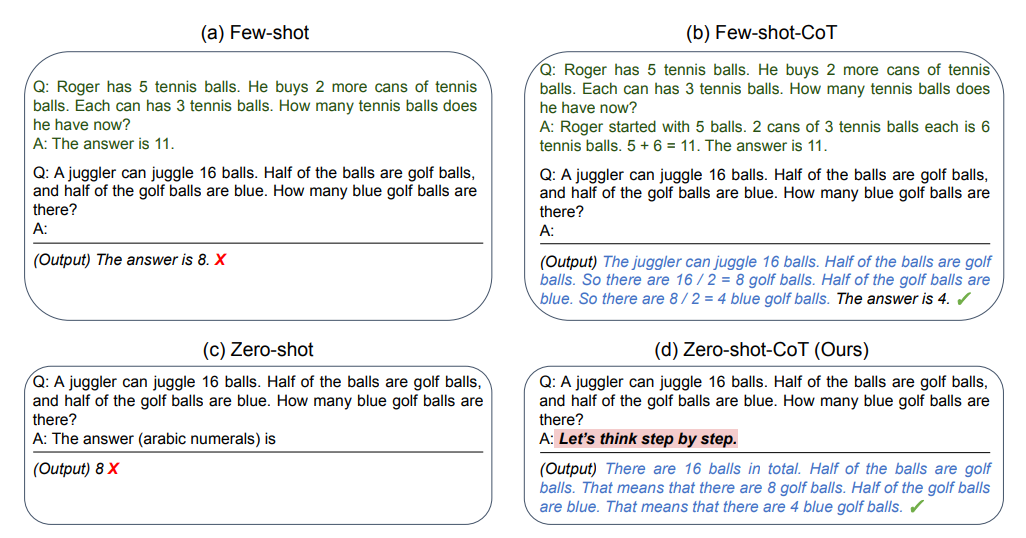 (a) Few-shot
Q: Roger has 5 tennis balls. He buys 2 more cans of tennis
balls. Each can has 3 tennis balls. How many tennis balls does
he have now?
A: The answer is 11.
Q: A juggler can juggle 16 balls. Half of the balls are golf balls,
and half of the golf balls are blue. How many blue golf balls are
there?
A:
(Output) The answer is 8. X
(b) Few-shot-CoT
Q: Roger has 5 tennis balls. He buys 2 more cans of tennis
balls. Each can has 3 tennis balls. How many tennis balls does
he have now?
A: Roger started with 5 balls. 2 cans of 3 tennis balls each is 6
tennis balls. 5 + 6 = 11. The answer is 11.
Q: A juggler can juggle 16 balls. Half of the balls are golf balls,
and half of the golf balls are blue. How many blue golf balls are
there?
A:
(Output) The juggler can juggle 16 balls. Half of the balls are golf
balls. So there are 16 / 2 = 8 golf balls. Half of the golf balls are
blue. So there are 8 / 2 = 4 blue golf balls. The answer is 4. ✓
(c) Zero-shot
Q: A juggler can juggle 16 balls. Half of the balls are golf balls,
and half of the golf balls are blue. How many blue golf balls are
there?
A: The answer (arabic numerals) is
(Output) 8 X
(d) Zero-shot-CoT (Ours)
Q: A juggler can juggle 16 balls. Half of the balls are golf balls,
and half of the golf balls are blue. How many blue golf balls are
there?
A: Let's think step by step.
(Output) There are 16 balls in total. Half of the balls are golf
balls. That means that there are 8 golf balls. Half of the golf balls
are blue. That means that there are 4 blue golf balls. ✓